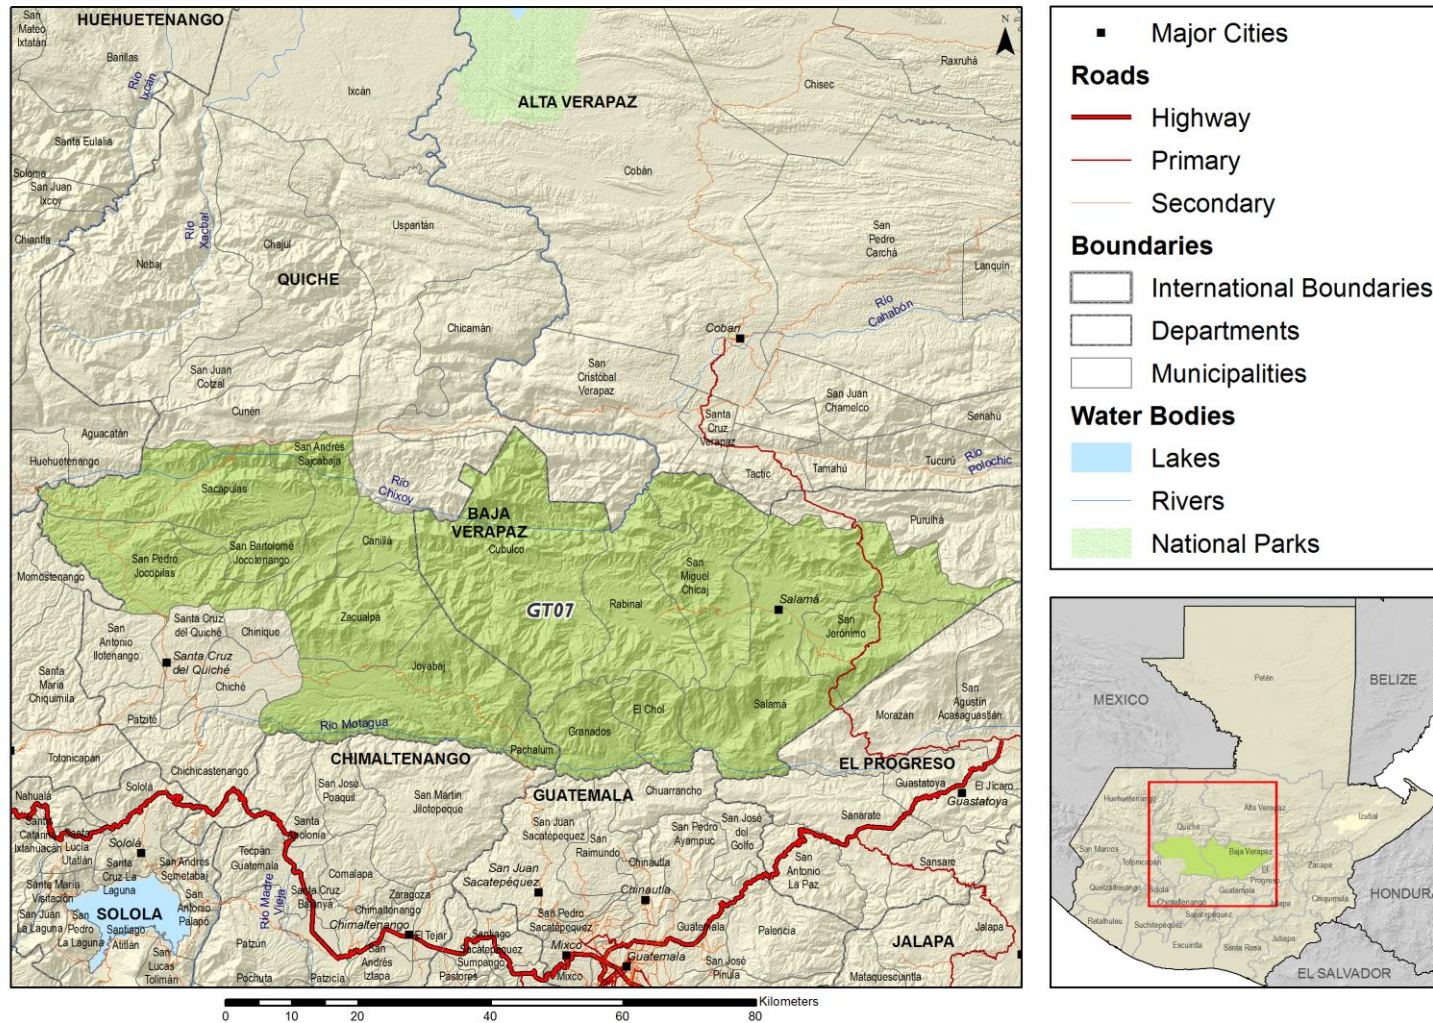 HUEHUETENANGO
San
Mateo
Ixtatán
Barillas
Río
Ixcán
Ixcán
ALTA VERAPAZ
Chisec
Raxruhá
N
Santa Eulalia
Soloma
San Juan
Ixcoy
Cobán
Chiantla
Río
Xacbal
Nebaj
Chajul
Uspantán
QUICHE
San
Pedro
Carchá
Lanquín
Río
Cahabón
Coban
Chicamán
San Juan
Cotzal
San
Cristóbal
Verapaz
San Juan
Chamelco
Santa
Cruz
Verapaz
Senahú
Cunén
Aguacatán
Huehuetenango
San Andrés
Sajcabajá
Tactic
Tamahú
Tucurú
Río
Polochic
Sacapulas
Río
Chixoy
BAJA
VERAPAZ
Cubulco
Purulhá
San Pedro
Jocopilas
San Bartolomé
Jocotenango
Canillá
Momostenango
San
Miguel
Chicaj
Rabinal
GT07
Salamá
San
Jerónimo
Zacualpa
San
Antonio
Ilotenango
Santa Cruz
del Quiché
Chinique
Santa Cruz
del Quiché
Santa
María
Chiquimila
Joyabaj
Chiché
Patzité
San
Agustín
Acasaguastlán
Morazán
El Chol
Salamá
Granados
Río Motagua
Pachalum
Totonicapán
Chichicastenango
CHIMALTENANGO
EL PROGRESO
Guastatoya
El Jícaro
Guastatoya
Nahualá
Sololá
San José
Poaquil
San Martín
Jilotepeque
GUATEMALA
Chuarrancho
Sanarate
Santa
Catarina
Ixtahuacán
Santa
Lucía
Utatlán
Sololá
Santa
Apolonia
San Juan
Sacatepéquez
San
Raimundo
San Pedro
Ayampuc
San José
del
Golfo
Tecpán
Guatemala
Comalapa
Chinautla
San
Antonio
La Paz
Sansare
Santa
Cruz La
Laguna
San Andrés
Semetabaj
Santa María
Visitación
San Juan
Sacatepéquez
Chinautla
Santa Cruz
Balanyá
Zaragoza
San Juan
La Laguna
San
Pedro
La Laguna
SOLOLA
Santiago
Atitlán
San
Antonio
Palapó
Río Madre
Vieja
Chimaltenango
Chimaltenango
El Tejar
San Pedro
Sacatepéquez
Santiago
Sacatepéquez
Guatemala
Palencia
JALAPA
Jalapa
San
Lucas
Tolimán
Patzún
Pochuta
Patzicía
San
Andrés
Iztapa
Sumpango
Pastores
Mixco
Mixco
Guatemala
San José
Pinula
Mataquescuintla
0
10
20
40
60
80
Kilometers
Major Cities
Roads
Highway
Primary
Secondary
Boundaries
International Boundaries
Departments
Municipalities
Water Bodies
Lakes
Rivers
National Parks
MEXICO
Petén
BELIZE
Huehuetenango
Alta Verapaz
Izabal
Quiche
San Marcos
Totonicapán
Baja Verapaz
Zacapa
El
Progreso
Quetzaltenango
Sololá
Guatemala
Chimaltenango
Jalapa
Chiquimula
Sacatepéquez
Retalhuleu
Suchitepéquez
Escuintla
Santa Rosa
Jutiapa
HONDURA
EL SALVADOR